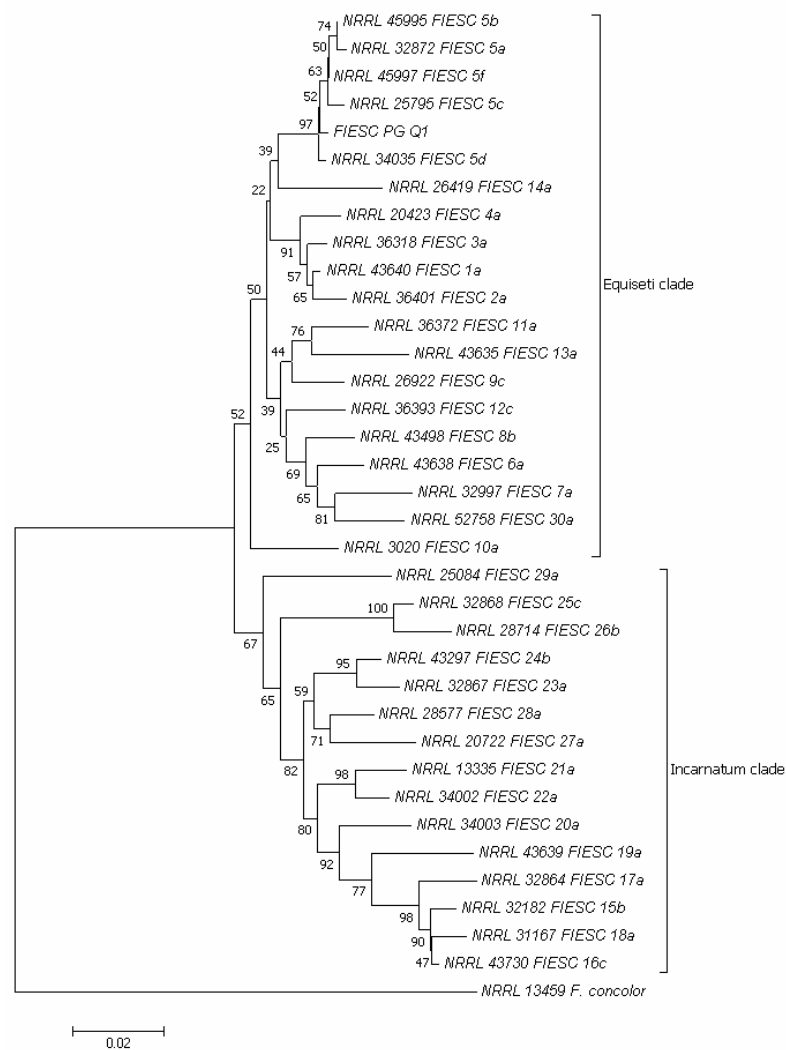 NRRL 45995 FIESC 5b
74
50
NRRL 32872 FIESC 5a
63
NRRL 45997 FIESC 5f
52
NRRL 25795 FIESC 5c
97
FIESC PG Q1
39
NRRL 34035 FIESC 5d
22
NRRL 26419 FIESC 14a
NRRL 20423 FIESC 4a
91
NRRL 36318 FIESC 3a
57
NRRL 43640 FIESC 1a
65
NRRL 36401 FIESC 2a
Equiseti clade
50
76
NRRL 36372 FIESC 11a
44
NRRL 43635 FIESC 13a
NRRL 26922 FIESC 9c
39
52
NRRL 36393 FIESC 12c
25
NRRL 43498 FIESC 8b
69
NRRL 43638 FIESC 6a
65
NRRL 32997 FIESC 7a
81
NRRL 52758 FIESC 30a
NRRL 3020 FIESC 10a
NRRL 25084 FIESC 29a
100
NRRL 32868 FIESC 25c
NRRL 28714 FIESC 26b
67
95
NRRL 43297 FIESC 24b
59
NRRL 32867 FIESC 23a
65
NRRL 28577 FIESC 28a
71
NRRL 20722 FIESC 27a
82
98
NRRL 13335 FIESC 21a
Incarnatum clade
NRRL 34002 FIESC 22a
80
NRRL 34003 FIESC 20a
92
NRRL 43639 FIESC 19a
77
NRRL 32864 FIESC 17a
98
NRRL 32182 FIESC 15b
90
NRRL 31167 FIESC 18a
47
NRRL 43730 FIESC 16c
NRRL 13459 F. concolor
0.02